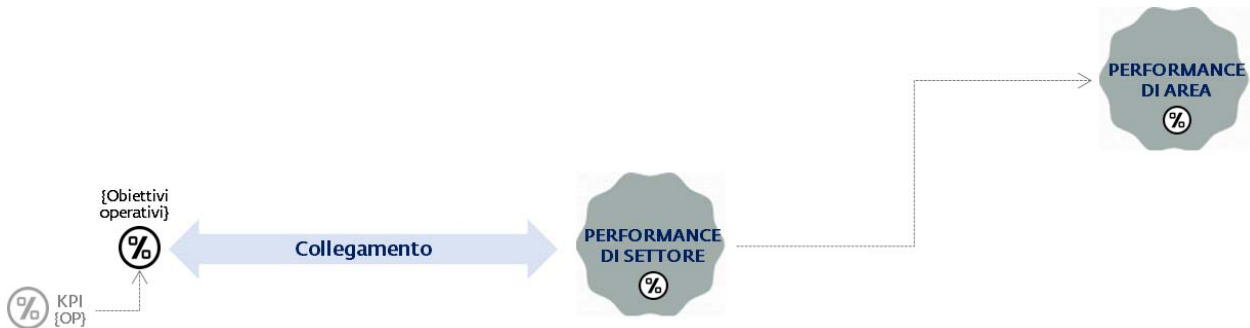 PERFORMANCE
DI AREA
%
{Obiettivi
operativi}
%
Collegamento
PERFORMANCE
DI SETTORE
%
% KPI
{OP}